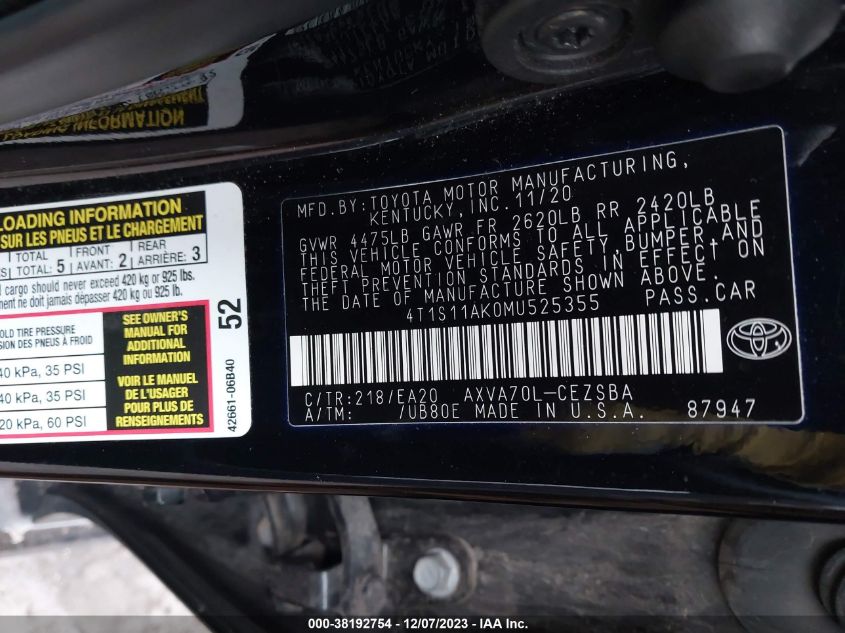 LOADING INFORMATION
SUR LES PNEUS ET LE CHARGEMENT
TOTAL FRONT REAR
TOTAL: 5 AVANT: 2 ARRIÈRE: 3
cargo should never exceed 420 kg or 925 lbs.
ne doit jamais dépasser 420 kg ou 925 lb.
TIRE PRESSURE
DES PNEUS À FROID
40 kPa, 35 PSI
40 kPa, 35 PSI
20 kPa, 60 PSI
SEE OWNER'S
MANUAL FOR
ADDITIONAL
INFORMATION
VOIR LE MANUEL
DE L'USAGER
POUR PLUS DE
RENSEIGNEMENTS
52
42661-06B40
MFD.BY:TOYOTA MOTOR MANUFACTURING,
KENTUCKY,INC.11/20
GVWR 4475LB GAWR FR 2620LB RR 2420LB
THIS VEHICLE CONFORMS TO ALL APPLICABLE
FEDERAL MOTOR VEHICLE SAFETY, BUMPER AND
THEFT PREVENTION STANDARDS IN EFFECT ON
THE DATE OF MANUFACTURE SHOWN ABOVE.
4T1S11AK0MU525355 PASS.CAR
C/TR:218/EA20 AXVA70L-CEZSBA
A/TM: /UB80E MADE IN U.S.A. 87947
000-38192754 - 12/07/2023 - IAA Inc.